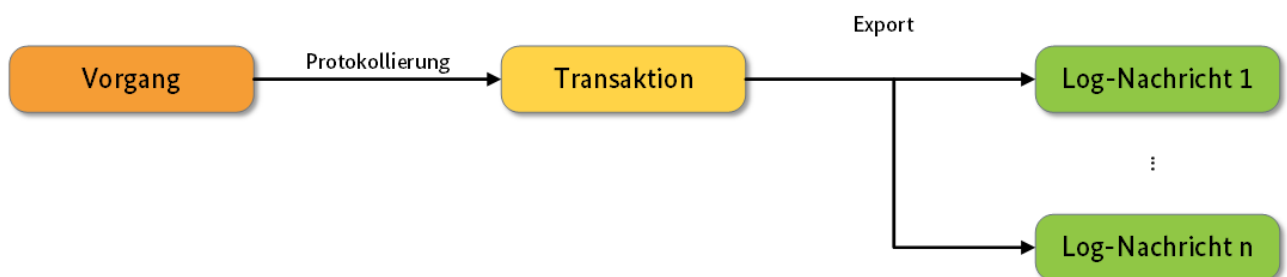 Export
Vorgang
Protokollierung
Transaktion
Log-Nachricht 1
⋮
Log-Nachricht n